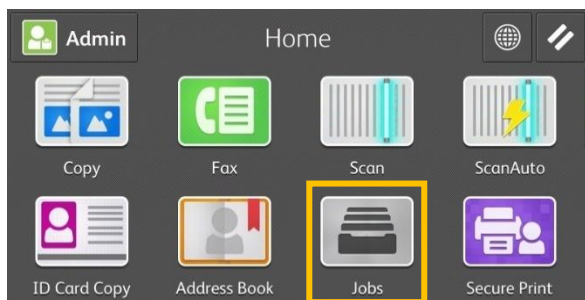 Admin
Home
Copy
Fax
Scan
ScanAuto
ID Card Copy
Address Book
Jobs
Secure Print